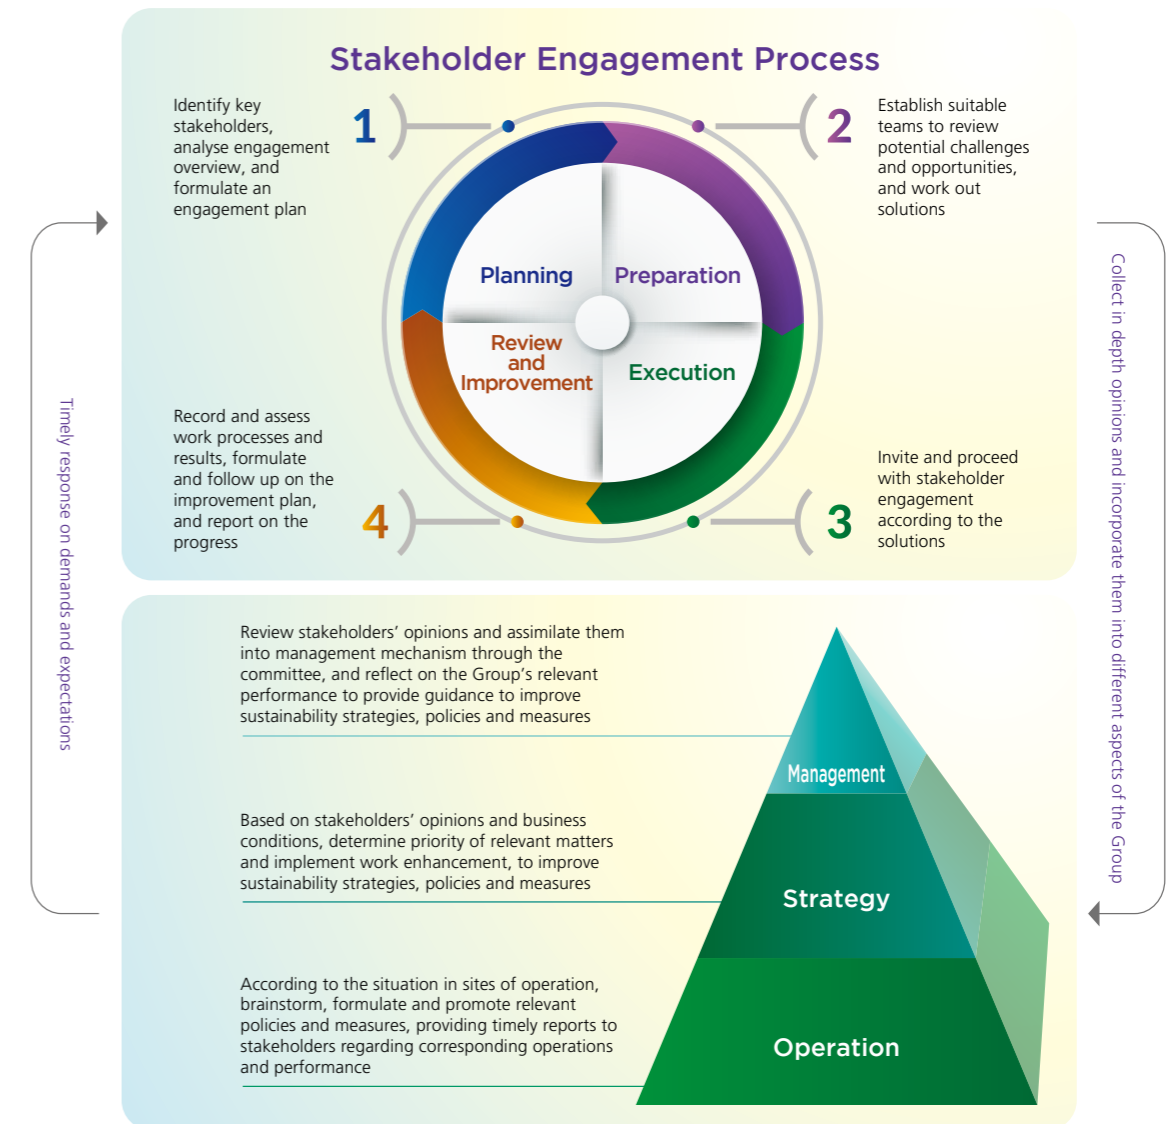 Stakeholder Engagement Process
Identify key
stakeholders,
analyse engagement
overview, and
formulate an
engagement plan
1
2
Establish suitable
teams to review
potential challenges
and opportunities,
and work out
solutions
Planning
Preparation
Review
and
Improvement
Execution
Record and assess
work processes and
results, formulate
and follow up on the
improvement plan,
and report on the
progress
4
3
Invite and proceed
with stakeholder
engagement
according to the
solutions
Timely response on demands and expectations
Collect in depth opinions and incorporate them into different aspects of the Group
Review stakeholders’ opinions and assimilate them
into management mechanism through the
committee, and reflect on the Group’s relevant
performance to provide guidance to improve
sustainability strategies, policies and measures
Management
Based on stakeholders’ opinions and business
conditions, determine priority of relevant matters
and implement work enhancement, to improve
sustainability strategies, policies and measures
Strategy
According to the situation in sites of operation,
brainstorm, formulate and promote relevant
policies and measures, providing timely reports to
stakeholders regarding corresponding operations
and performance
Operation